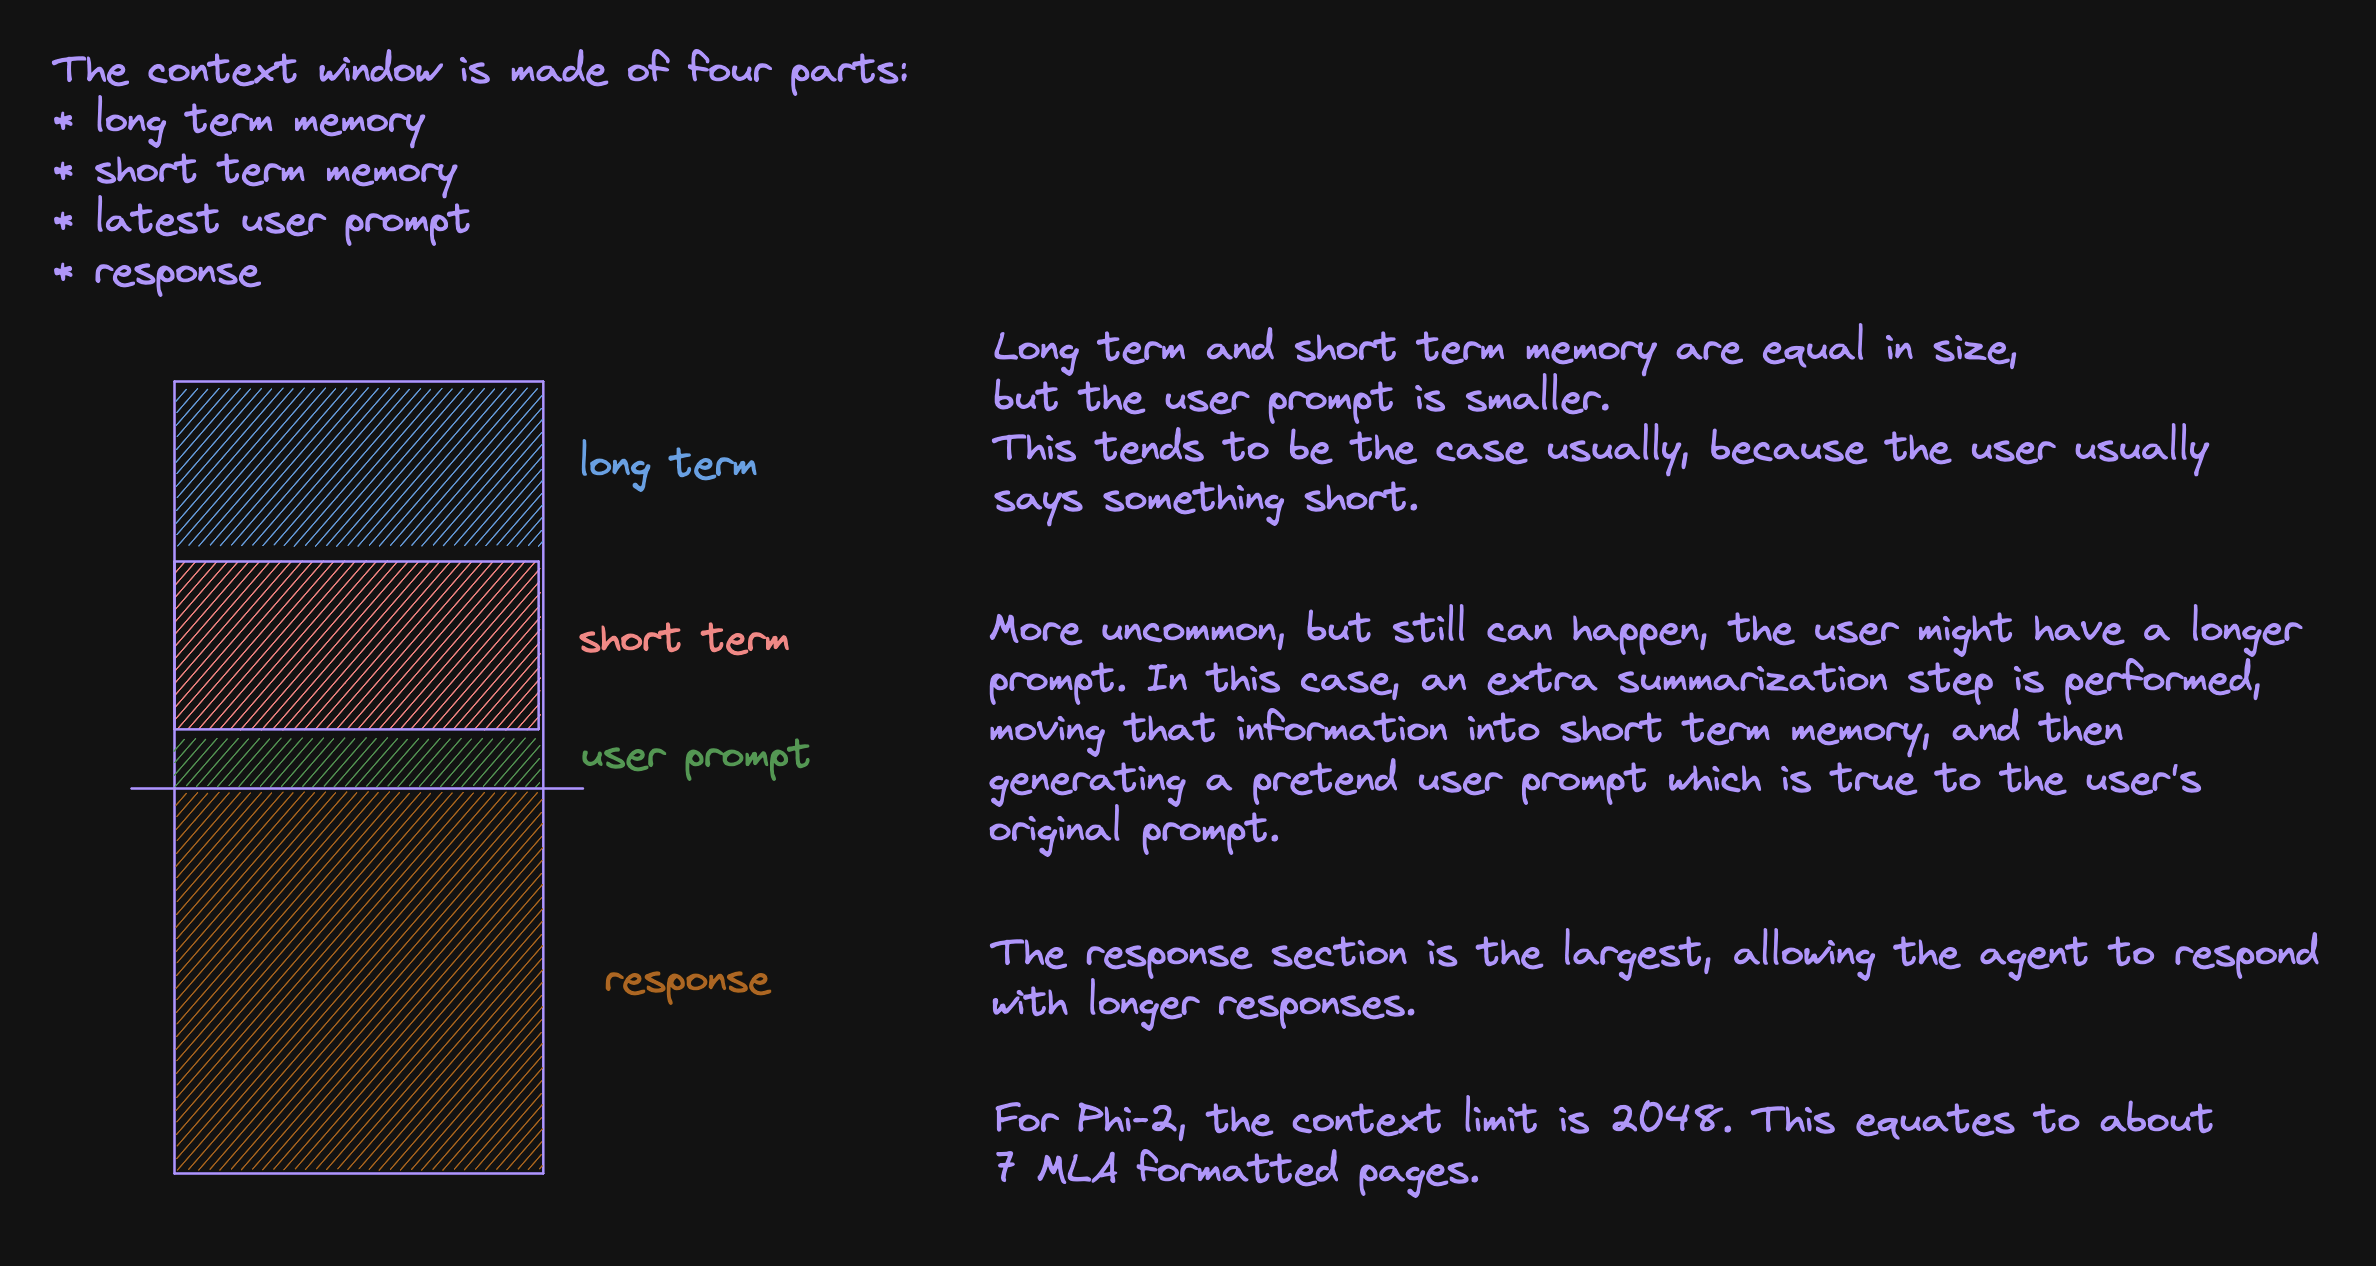 The context window is made of four parts:
* long term memory
* short term memory
* latest user prompt
* response
long term
short term
user prompt
response
Long term and short term memory are equal in size,
but the user prompt is smaller.
This tends to be the case usually, because the user usually
says something short.
More uncommon, but still can happen, the user might have a longer
prompt. In this case, an extra summarization step is performed,
moving that information into short term memory, and then
generating a pretend user prompt which is true to the user's
original prompt.
The response section is the largest, allowing the agent to respond
with longer responses.
For Phi-2, the context limit is 2048. This equates to about
7 MLA formatted pages.